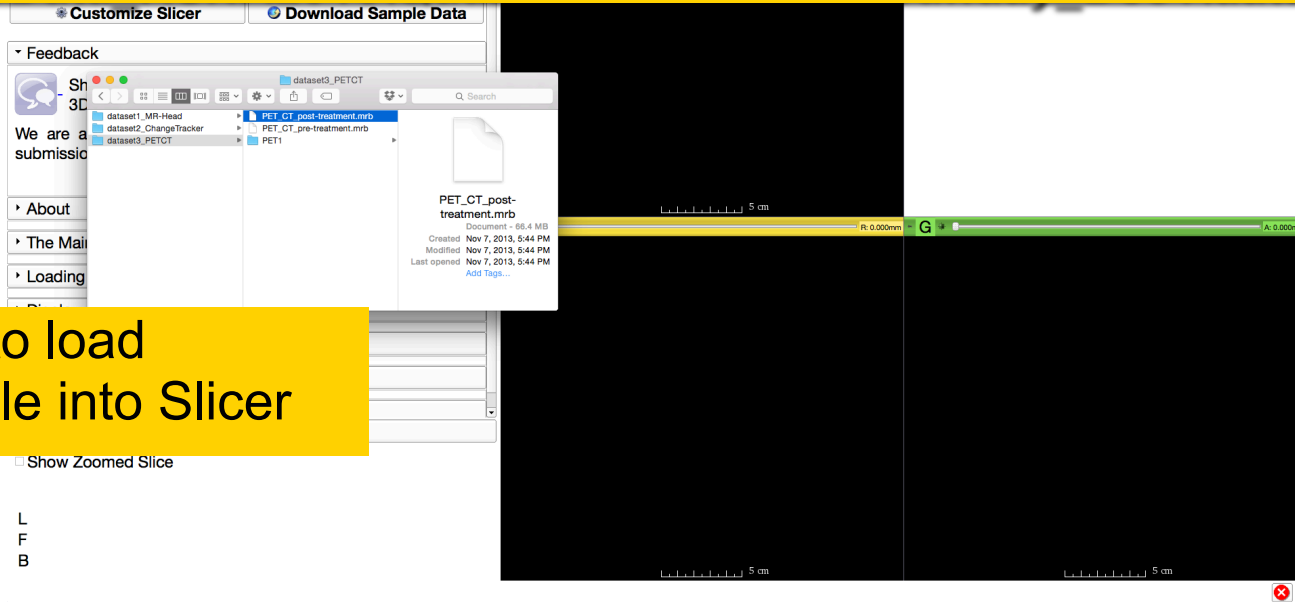 Customize Slicer
Download Sample Data
Feedback
Sh
3D
We are a
submissio
About
The Mai
Loading
dataset3_PETCT
Search
dataset1_MR-Head
dataset2_ChangeTracker
dataset3_PETCT
PET_CT_post-treatment.mrb
PET_CT_pre-treatment.mrb
PET1
PET_CT_post-
treatment.mrb
Document - 66.4 MB
Created Nov 7, 2013, 5:44 PM
Modified Nov 7, 2013, 5:44 PM
Last opened Nov 7, 2013, 5:44 PM
Add Tags...
o load
le into Slicer
Show Zoomed Slice
L
F
B
5 cm
R: 0.000mm
G
A: 0.000m
5 cm
5 cm